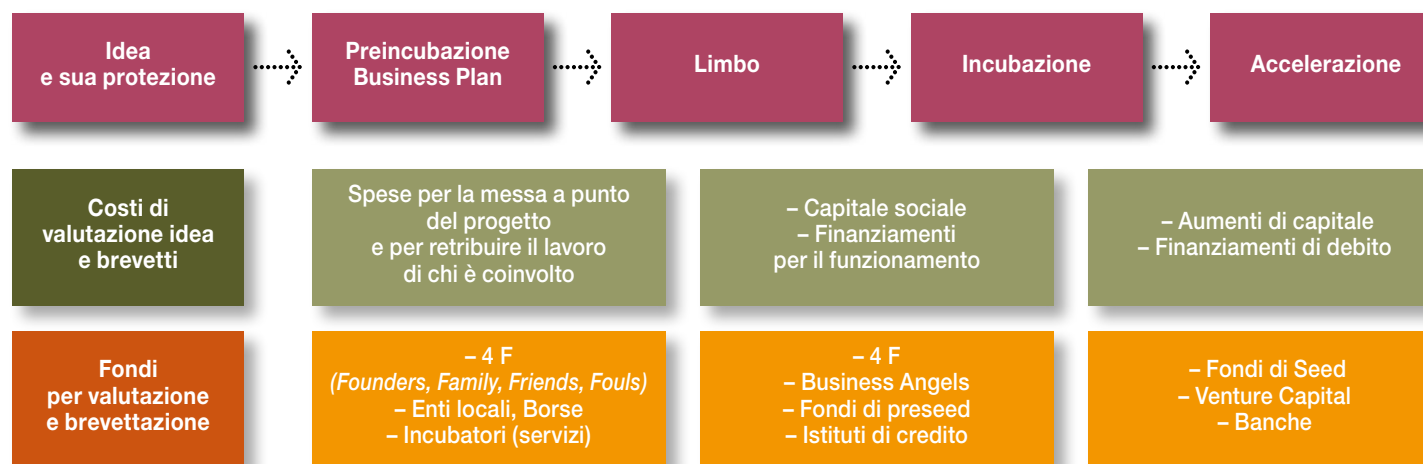 Idea
e sua protezione
Preincubazione
Business Plan
Limbo
Incubazione
Accelerazione
Costi di
valutazione idea
e brevetti
Spese per la messa a punto
del progetto
e per retribuire il lavoro
di chi è coinvolto
– Capitale sociale
– Finanziamenti
per il funzionamento
– Aumenti di capitale
– Finanziamenti di debito
Fondi
per valutazione
e brevettazione
– 4 F
(Founders, Family, Friends, Fouls)
– Enti locali, Borse
– Incubatori (servizi)
– 4 F
– Business Angels
– Fondi di preseed
– Istituti di credito
– Fondi di Seed
– Venture Capital
– Banche